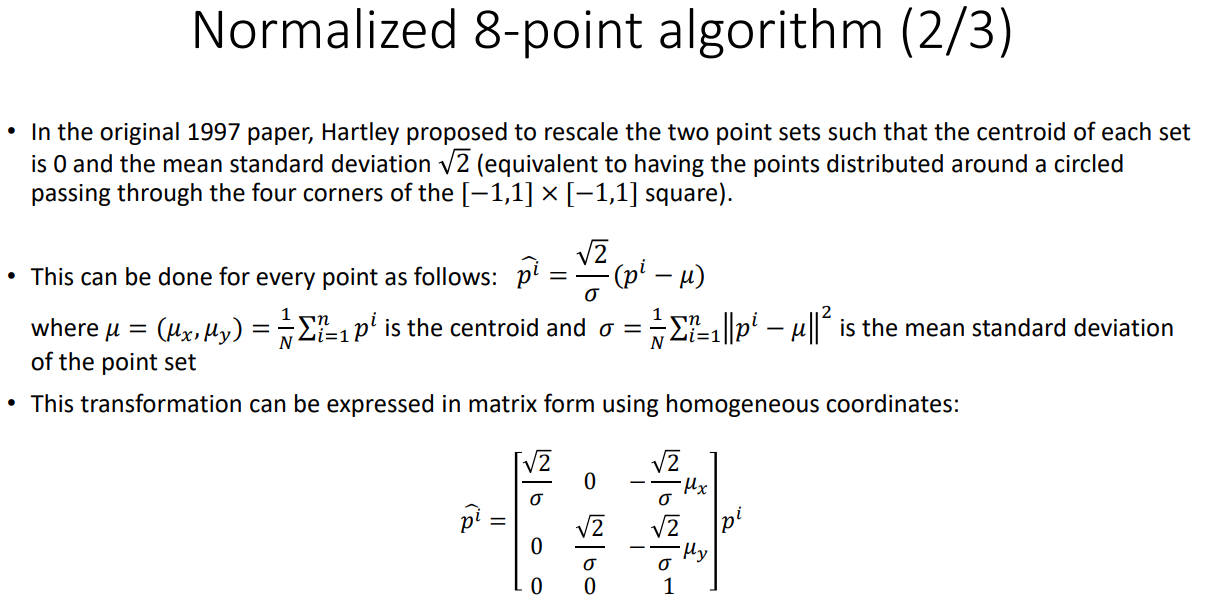 Normalized 8-point algorithm (2/3)
• In the original 1997 paper, Hartley proposed to rescale the two point sets such that the centroid of each set
is 0 and the mean standard deviation √2 (equivalent to having the points distributed around a circled
passing through the four corners of the [−1,1] × [−1,1] square).
• This can be done for every point as follows: $\widehat{p^i} = \frac{\sqrt{2}}{\sigma}(p^i - \mu)$
where $\mu = (\mu_x, \mu_y) = \frac{1}{N}\sum_{i=1}^{n} p^i$ is the centroid and $\sigma = \frac{1}{N}\sum_{i=1}^{n} \|p^i - \mu\|^2$ is the mean standard deviation
of the point set
• This transformation can be expressed in matrix form using homogeneous coordinates:
$\widehat{p^i} = \begin{bmatrix} \frac{\sqrt{2}}{\sigma} & 0 & -\frac{\sqrt{2}}{\sigma}\mu_x \\ 0 & \frac{\sqrt{2}}{\sigma} & -\frac{\sqrt{2}}{\sigma}\mu_y \\ 0 & 0 & 1 \end{bmatrix} p^i$